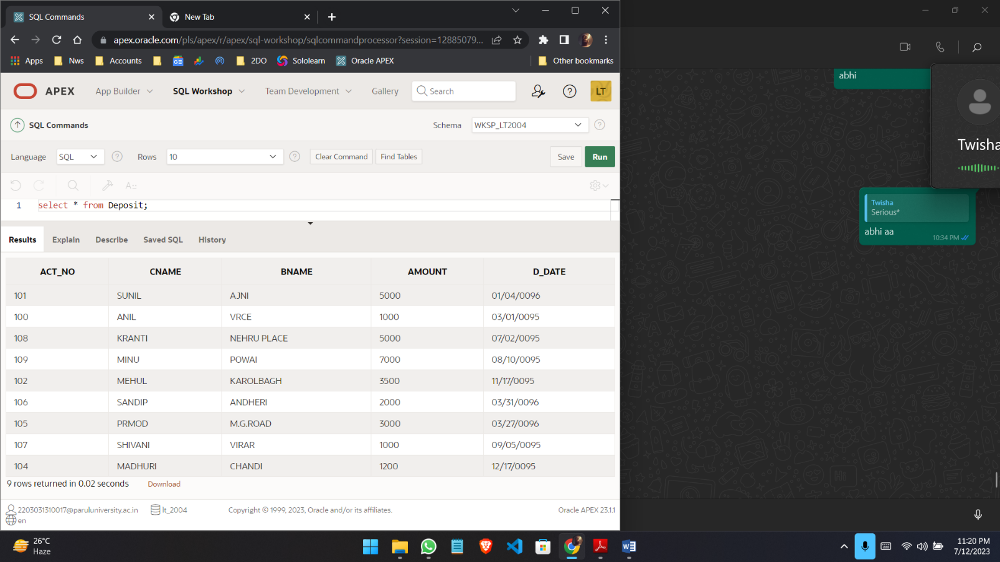 SQL Commands
New Tab
apex.oracle.com/pls/apex/r/apex/sql-workshop/sqlcommandprocessor?session=12885079...
Apps Nws Accounts 2DO Sololearn Oracle APEX Other bookmarks
APEX App Builder SQL Workshop Team Development Gallery Search LT
SQL Commands Schema WKSP_LT2004
Language SQL Rows 10 Clear Command Find Tables Save Run
1 select * from Deposit;
Results Explain Describe Saved SQL History
ACT_NO CNAME BNAME AMOUNT D_DATE
101 SUNIL AJNI 5000 01/04/0096
100 ANIL VRCE 1000 03/01/0095
108 KRANTI NEHRU PLACE 5000 07/02/0095
109 MINU POWAI 7000 08/10/0095
102 MEHUL KAROLBAGH 3500 11/17/0095
106 SANDIP ANDHERI 2000 03/31/0096
105 PRMOD M.G.ROAD 3000 03/27/0096
107 SHIVANI VIRAR 1000 09/05/0095
104 MADHURI CHANDI 1200 12/17/0095
9 rows returned in 0.02 seconds Download
2203031310017@paruluniversity.ac.in lt_2004 Copyright © 1999, 2023, Oracle and/or its affiliates. Oracle APEX 23.1.1
en
abhi
Twisha
Twisha
Serious*
abhi aa
10:34 PM
26°C
Haze
11:20 PM
7/12/2023